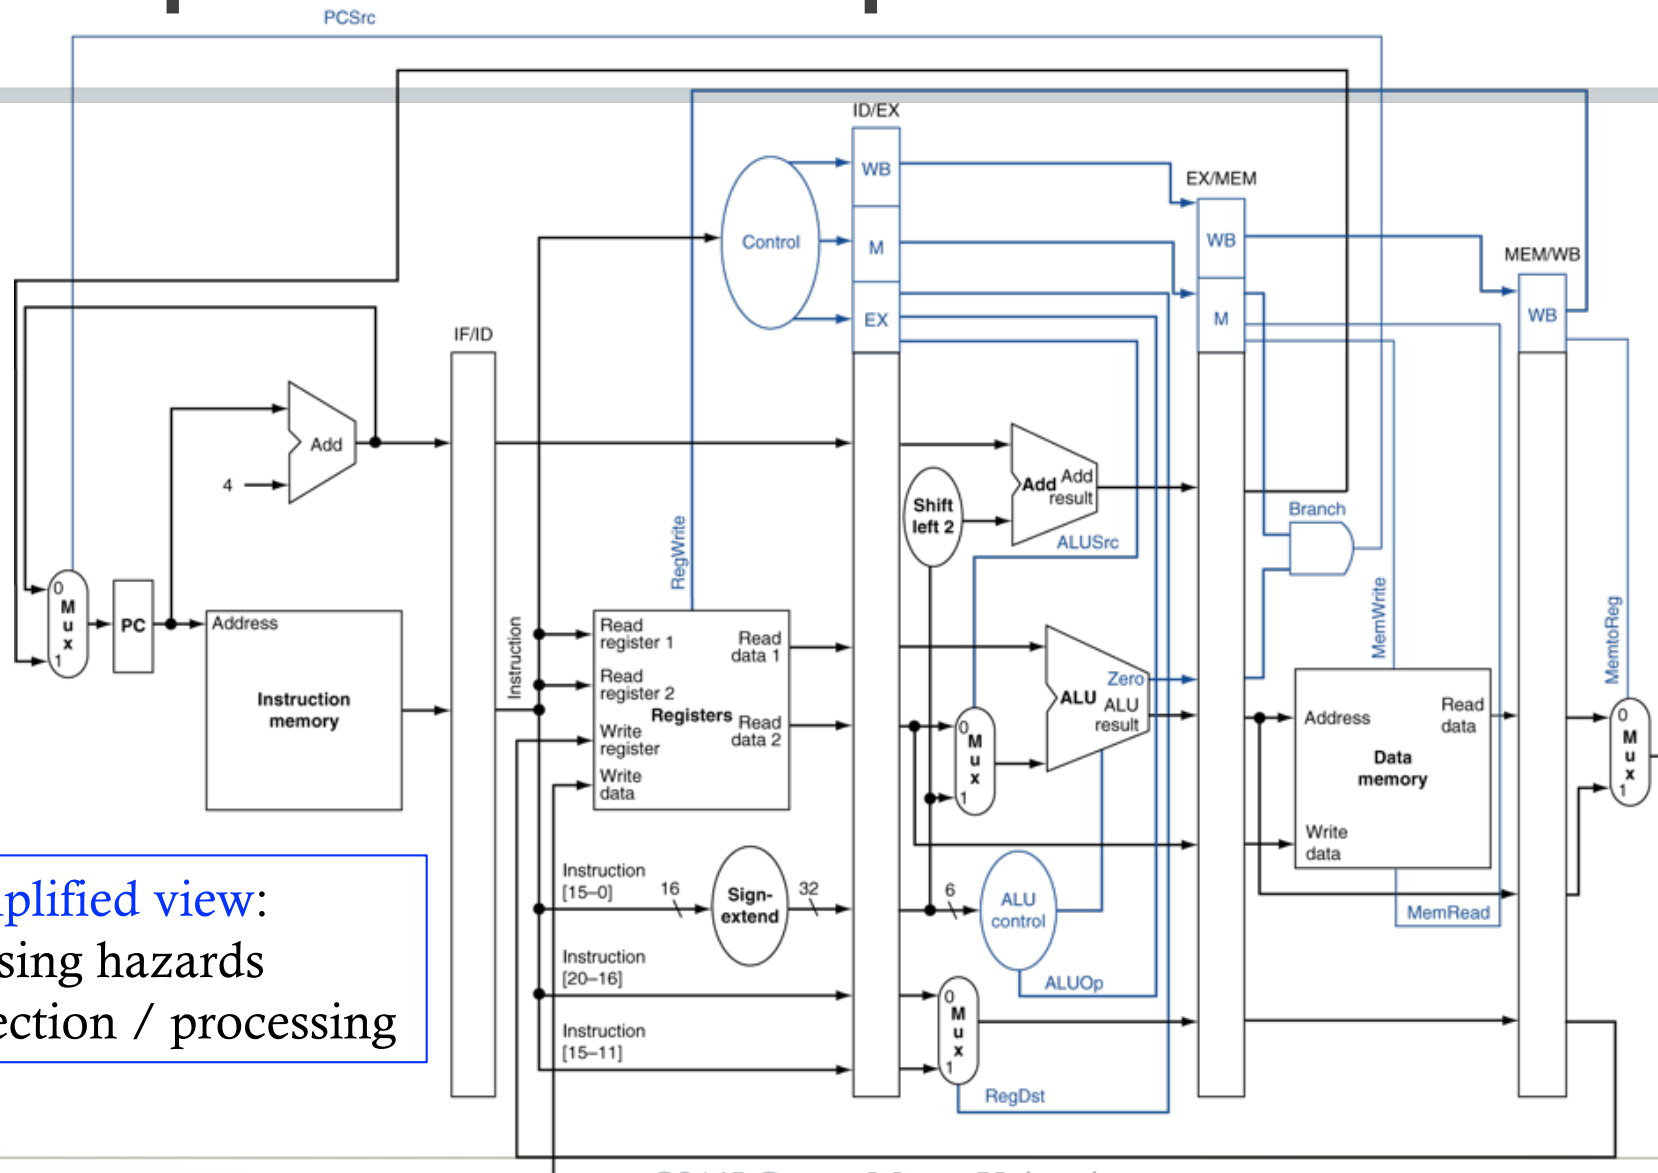 PCSrc
ID/EX
WB
EX/MEM
Control
M
WB
MEM/WB
EX
M
WB
IF/ID
Add
4
Add Add
result
Shift
left 2
ALUSrc
Branch
RegWrite
MemWrite
MemtoReg
0
M
u
x
1
PC
Address
Instruction
memory
Instruction
Read
register 1
Read
data 1
Read
register 2
Registers
Read
data 2
Write
register
Write
data
0
M
u
x
1
Zero
ALU
ALU
result
Address
Read
data
Data
memory
Write
data
0
M
u
x
1
MemRead
Instruction
[15–0]
16
Sign-
extend
32
6
ALU
control
ALUOp
Instruction
[20–16]
Instruction
[15–11]
0
M
u
x
1
RegDst
plified view:
sing hazards
ection / processing